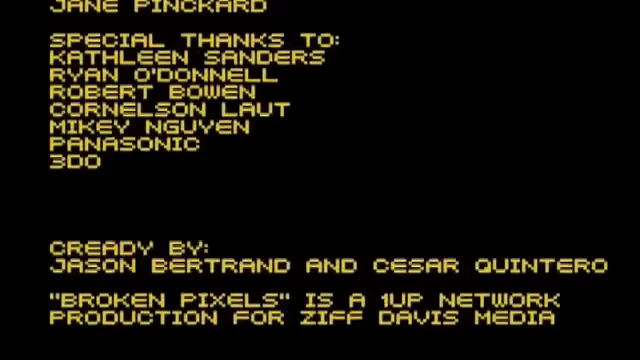 JANE PINCKARD
SPECIAL THANKS TO:
KATHLEEN SANDERS
RYAN O'DONNELL
ROBERT BOWEN
CORNELSON LAUT
MIKEY NGUYEN
PANASONIC
3DO
CREADY BY:
JASON BERTRAND AND CESAR QUINTERO
"BROKEN PIXELS" IS A 1UP NETWORK
PRODUCTION FOR ZIFF DAVIS MEDIA